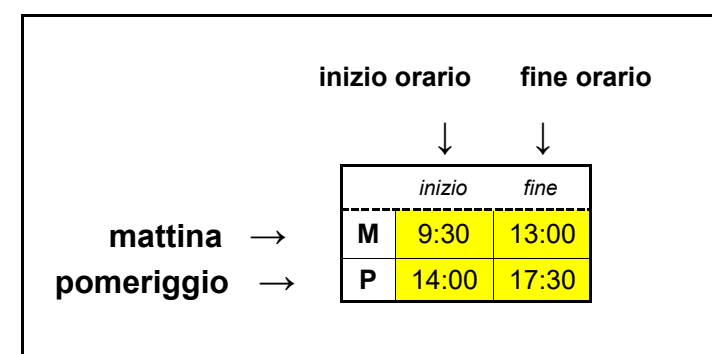 inizio orario fine orario
↓ ↓
inizio fine
mattina → M 9:30 13:00
pomeriggio → P 14:00 17:30